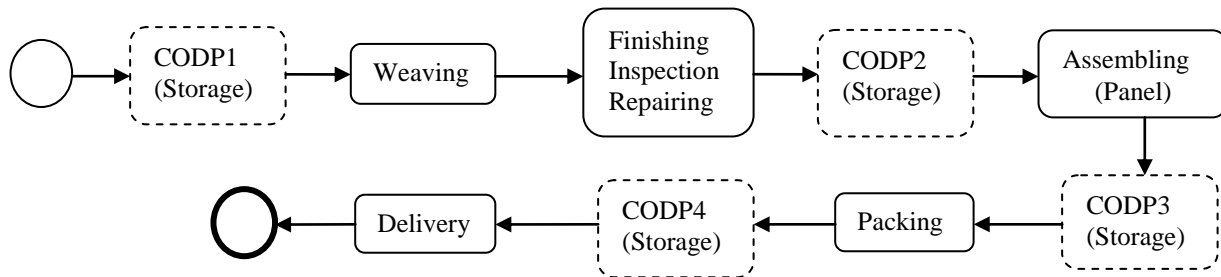 CODP1
(Storage)
Weaving
Finishing
Inspection
Repairing
CODP2
(Storage)
Assembling
(Panel)
CODP3
(Storage)
Packing
CODP4
(Storage)
Delivery